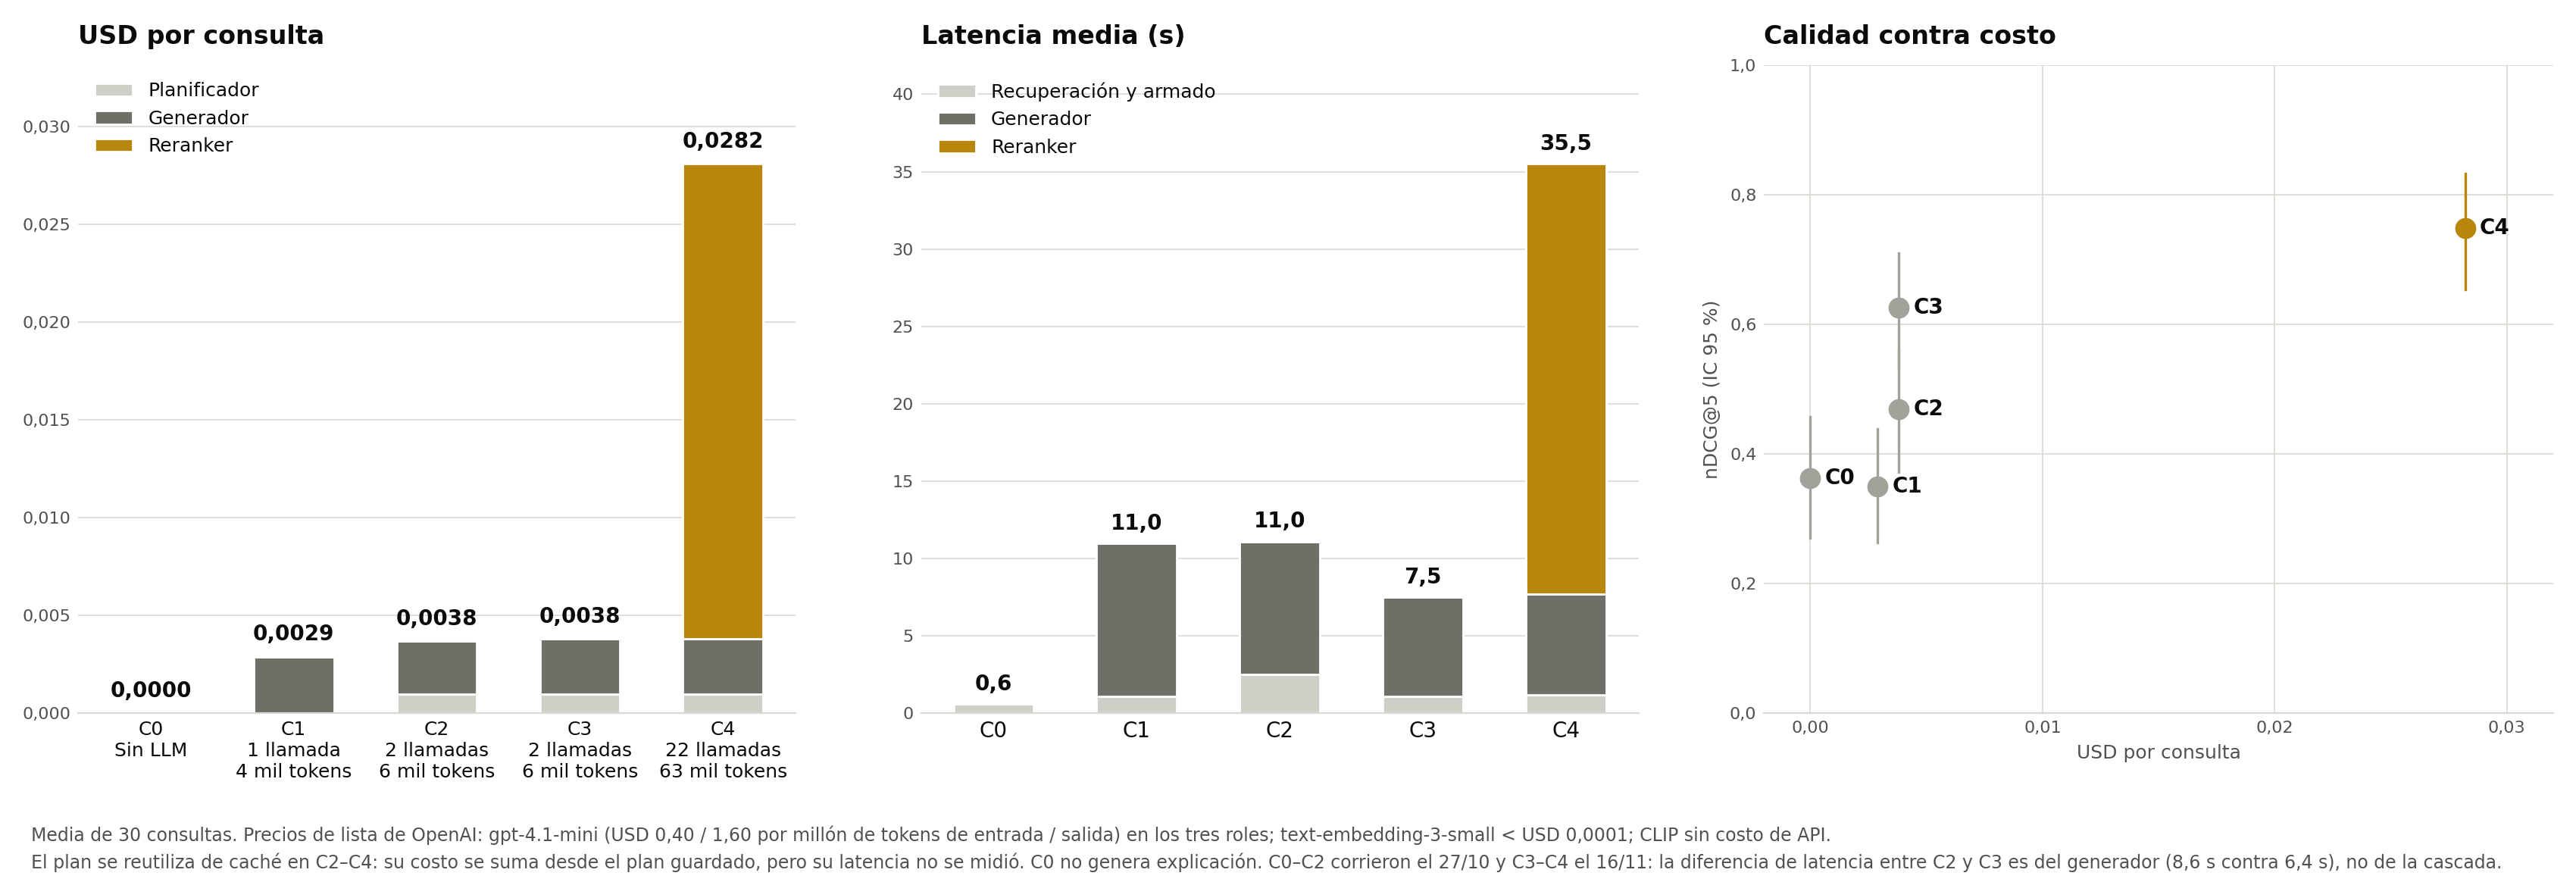 USD por consulta
Planificador
Generador
Reranker
0,030
0,025
0,020
0,015
0,010
0,005
0,000
0,0000
0,0029
0,0038
0,0038
0,0282
C0
Sin LLM
C1
1 llamada
4 mil tokens
C2
2 llamadas
6 mil tokens
C3
2 llamadas
6 mil tokens
C4
22 llamadas
63 mil tokens
Latencia media (s)
Recuperación y armado
Generador
Reranker
40
35
30
25
20
15
10
5
0
0,6
11,0
11,0
7,5
35,5
C0
C1
C2
C3
C4
Calidad contra costo
nDCG@5 (IC 95 %)
1,0
0,8
0,6
0,4
0,2
0,0
C0
C1
C2
C3
C4
0,00
0,01
0,02
0,03
USD por consulta
Media de 30 consultas. Precios de lista de OpenAI: gpt-4.1-mini (USD 0,40 / 1,60 por millón de tokens de entrada / salida) en los tres roles; text-embedding-3-small < USD 0,0001; CLIP sin costo de API.
El plan se reutiliza de caché en C2–C4: su costo se suma desde el plan guardado, pero su latencia no se midió. C0 no genera explicación. C0–C2 corrieron el 27/10 y C3–C4 el 16/11: la diferencia de latencia entre C2 y C3 es del generador (8,6 s contra 6,4 s), no de la cascada.